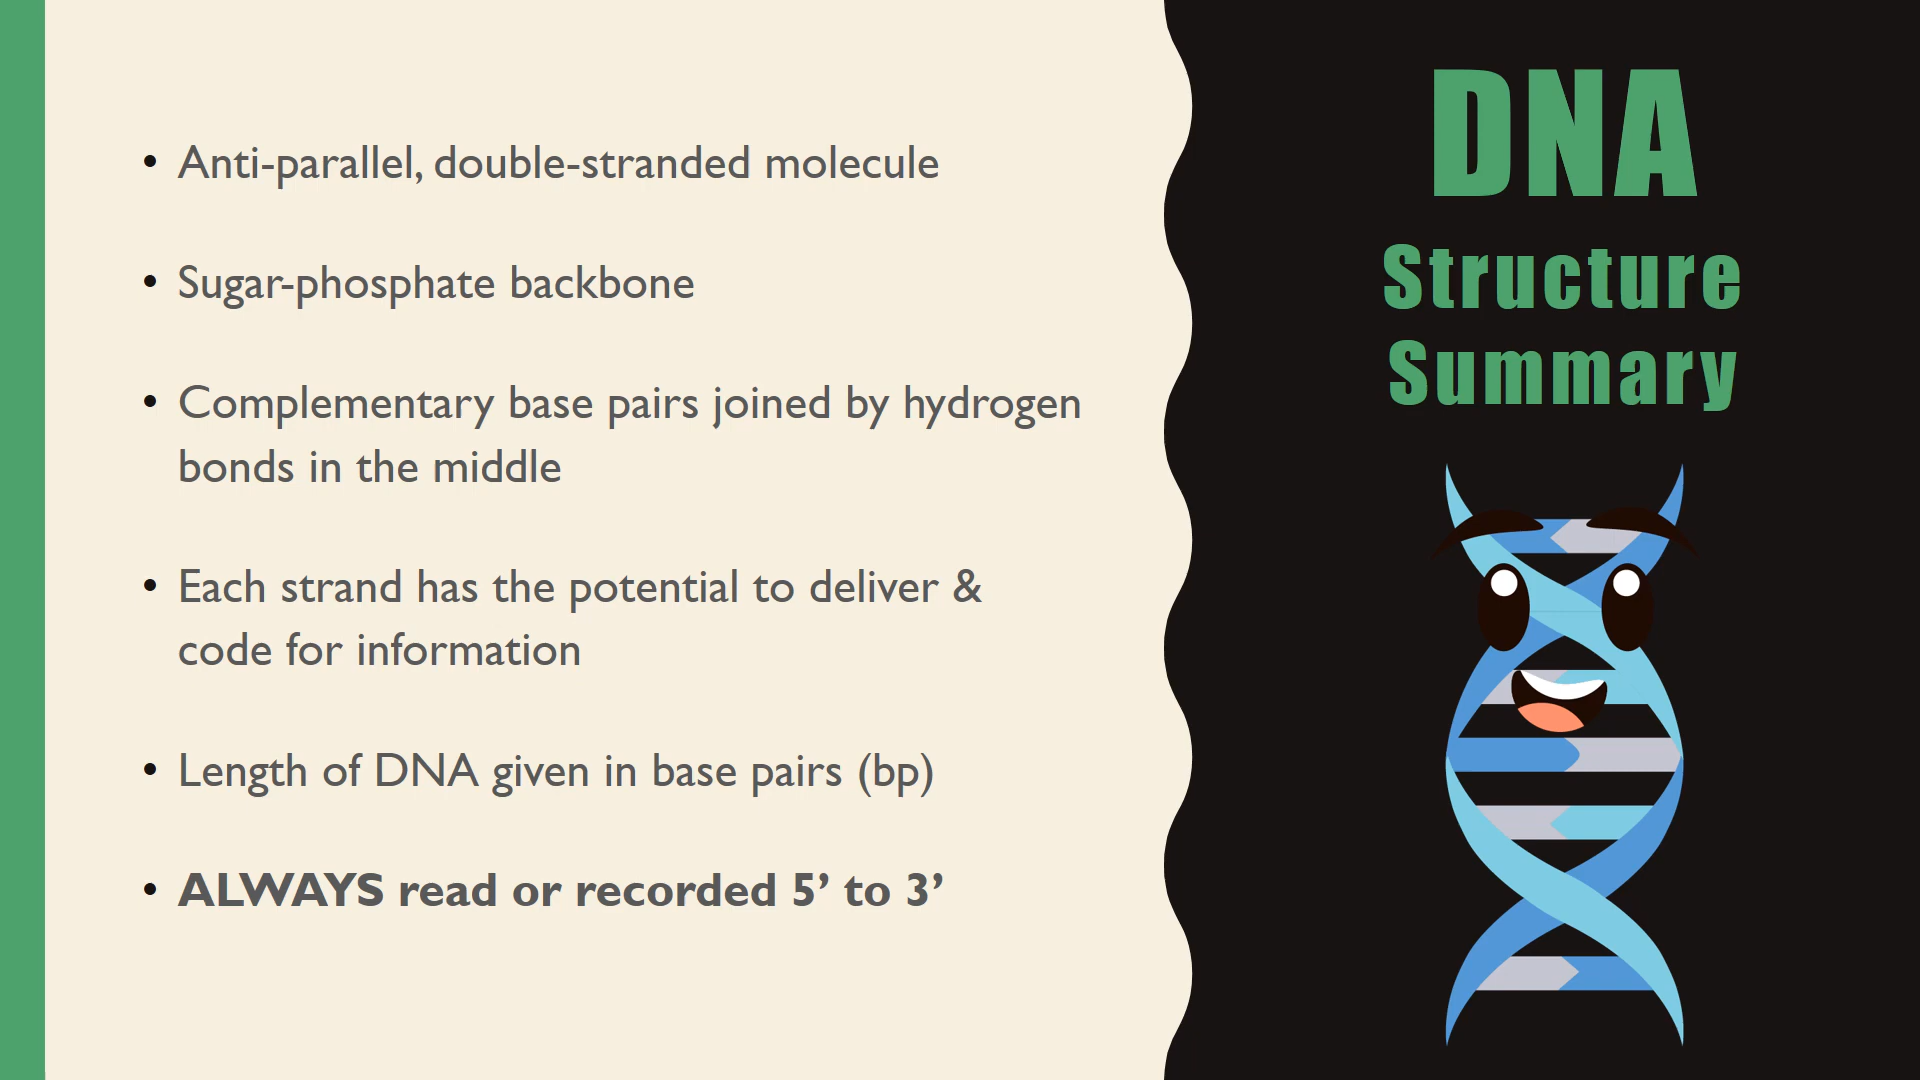 DNA
Structure
Summary
• Anti-parallel, double-stranded molecule
• Sugar-phosphate backbone
• Complementary base pairs joined by hydrogen
bonds in the middle
• Each strand has the potential to deliver &
code for information
• Length of DNA given in base pairs (bp)
• ALWAYS read or recorded 5’ to 3’